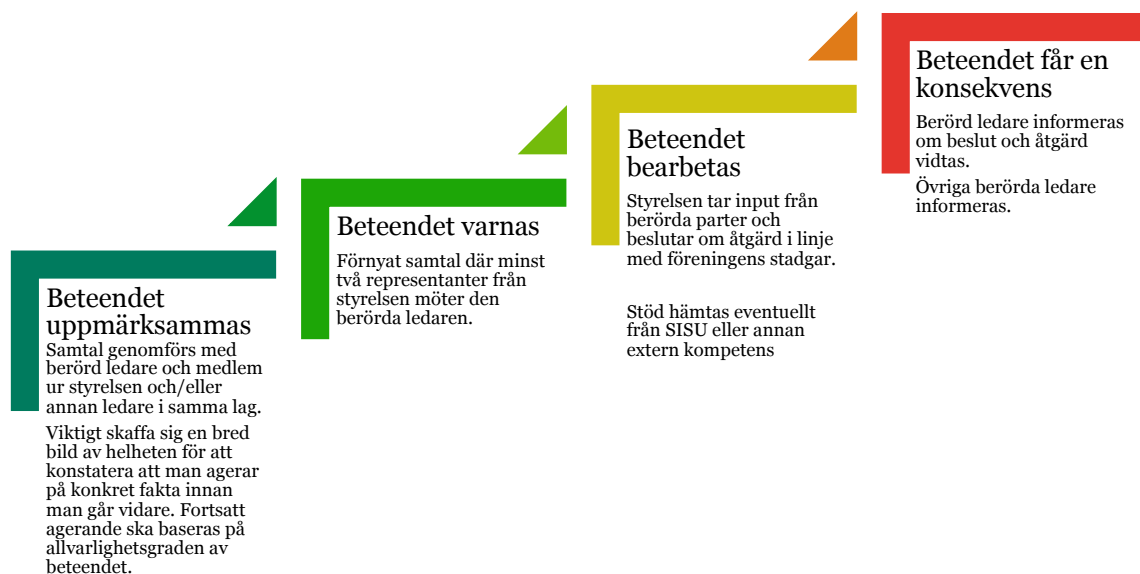 Beteendet
uppmärksammas
Samtal genomförs med
berörd ledare och medlem
ur styrelsen och/eller
annan ledare i samma lag.
Viktigt skaffa sig en bred
bild av helheten för att
konstatera att man agerar
på konkret fakta innan
man går vidare. Fortsatt
agerande ska baseras på
allvarlighetsgraden av
beteendet.
Beteendet varnas
Förnyat samtal där minst
två representanter från
styrelsen möter den
berörda ledaren.
Beteendet
bearbetas
Styrelsen tar input från
berörda parter och
beslutar om åtgärd i linje
med föreningens stadgar.
Stöd hämtas eventuellt
från SISU eller annan
extern kompetens
Beteendet får en
konsekvens
Berörd ledare informeras
om beslut och åtgärd
vidtas.
Övriga berörda ledare
informeras.